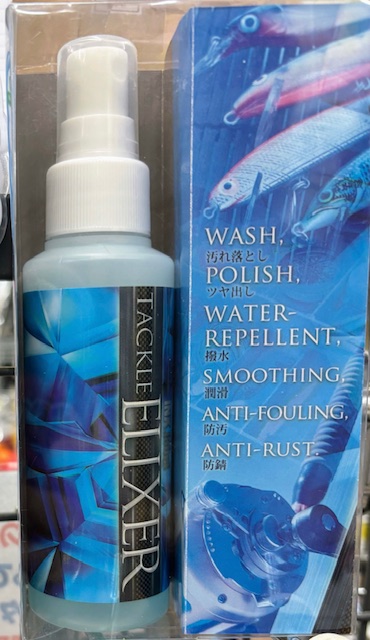 TACKLE
ELIXER
WASH,
汚れ落とし
POLISH,
ツヤ出し
WATER-
REPELLENT,
撥水
SMOOTHING,
潤滑
ANTI-FOULING,
防汚
ANTI-RUST.
防錆